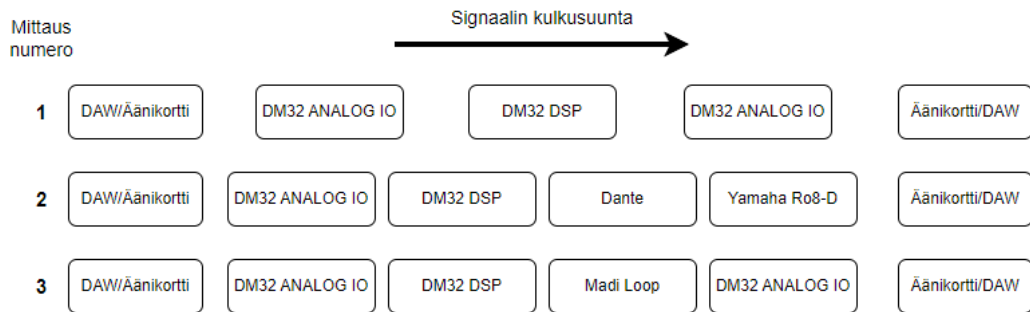 Signaalin kulkusuunta
Mittaus
numero
1 DAW/Äänikortti DM32 ANALOG IO DM32 DSP DM32 ANALOG IO Äänikortti/DAW
2 DAW/Äänikortti DM32 ANALOG IO DM32 DSP Dante Yamaha Ro8-D Äänikortti/DAW
3 DAW/Äänikortti DM32 ANALOG IO DM32 DSP Madi Loop DM32 ANALOG IO Äänikortti/DAW